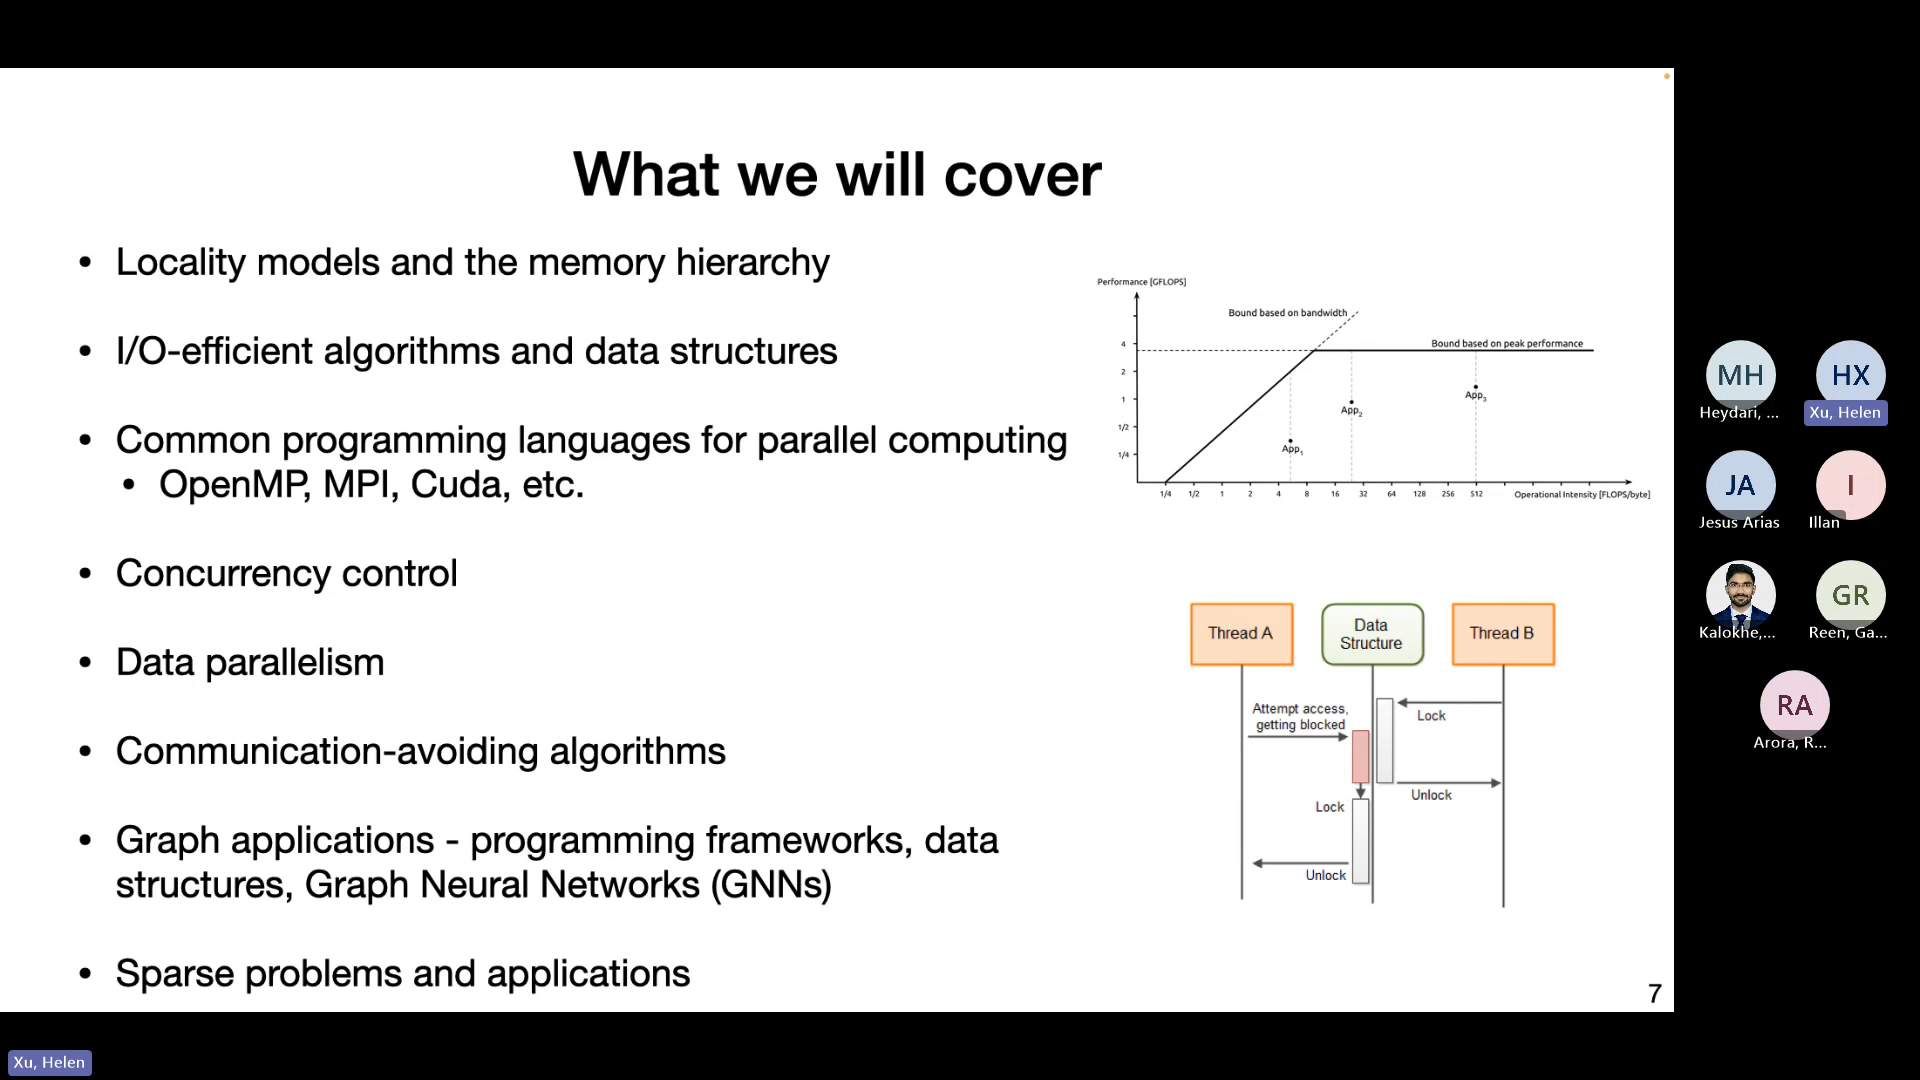 What we will cover
• Locality models and the memory hierarchy
• I/O-efficient algorithms and data structures
• Common programming languages for parallel computing
• OpenMP, MPI, Cuda, etc.
• Concurrency control
• Data parallelism
• Communication-avoiding algorithms
• Graph applications - programming frameworks, data
structures, Graph Neural Networks (GNNs)
• Sparse problems and applications
Performance [GFLOPS]
Bound based on bandwidth
Bound based on peak performance
4
2
1
1/2
1/4
App1
App2
App3
1/4 1/2 1 2 4 8 16 32 64 128 256 512
Operational Intensity [FLOPS/byte]
Thread A
Data
Structure
Thread B
Attempt access,
getting blocked
Lock
Unlock
Lock
Unlock
7
MH
Heydari, ...
HX
Xu, Helen
JA
Jesus Arias
I
Illan
Kalokhe,...
GR
Reen, Ga...
RA
Arora, R...
Xu, Helen